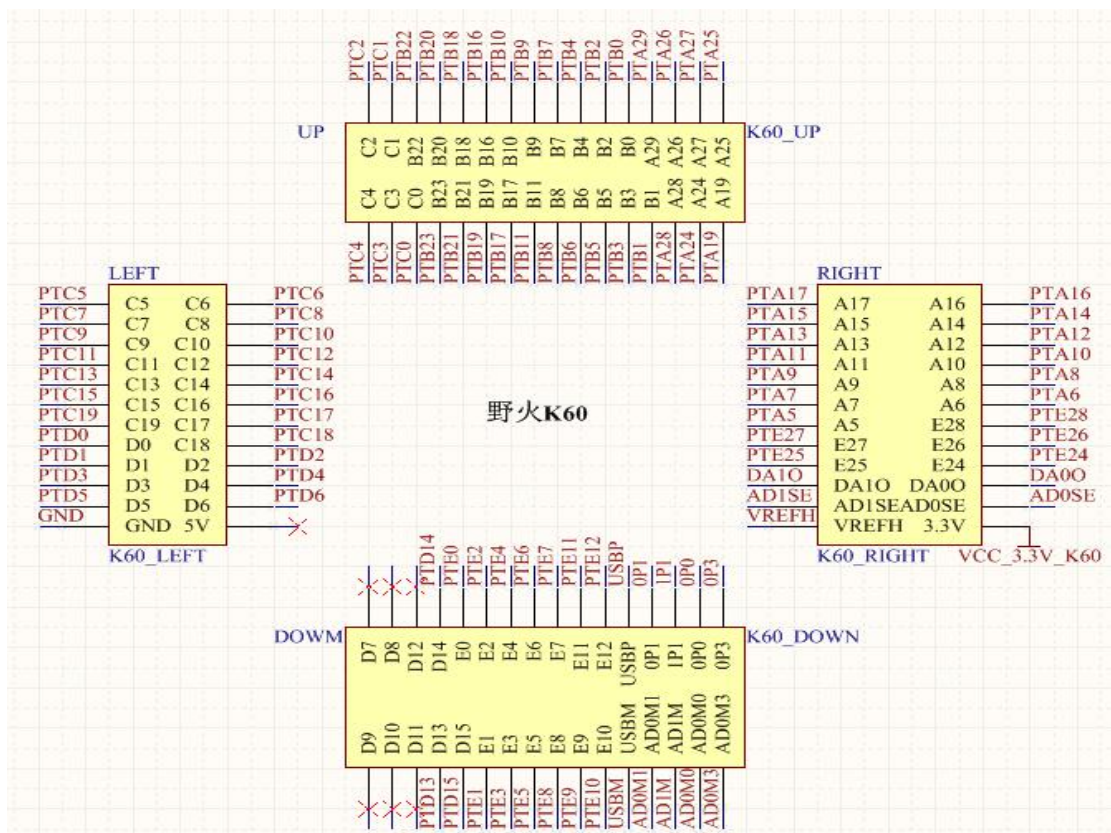 PTC2 PTC1 PTB22 PTB20 PTB18 PTB16 PTB10 PTB9 PTB7 PTB4 PTB2 PTB0 PTA29 PTA26 PTA27 PTA25
UP K60_UP
C2 C1 B22 B20 B18 B16 B10 B9 B7 B4 B2 B0 A29 A26 A27 A25
C4 C3 C0 B23 B21 B19 B17 B11 B8 B6 B5 B3 B1 A28 A24 A19
PTC4 PTC3 PTC0 PTB23 PTB21 PTB19 PTB17 PTB11 PTB8 PTB6 PTB5 PTB3 PTB1 PTA28 PTA24 PTA19
LEFT
PTC5 C5 C6 PTC6
PTC7 C7 C8 PTC8
PTC9 C9 C10 PTC10
PTC11 C11 C12 PTC12
PTC13 C13 C14 PTC14
PTC15 C15 C16 PTC16
PTC19 C19 C17 PTC17
PTD0 D0 C18 PTC18
PTD1 D1 D2 PTD2
PTD3 D3 D4 PTD4
PTD5 D5 D6 PTD6
GND GND 5V
K60_LEFT
野火K60
RIGHT
PTA17 A17 A16 PTA16
PTA15 A15 A14 PTA14
PTA13 A13 A12 PTA12
PTA11 A11 A10 PTA10
PTA9 A9 A8 PTA8
PTA7 A7 A6 PTA6
PTA5 A5 E28 PTE28
PTE27 E27 E26 PTE26
PTE25 E25 E24 PTE24
DA1O DA1O DA0O DA0O
AD1SE AD1SE AD0SE AD0SE
VREFH VREFH 3.3V
K60_RIGHT VCC_3.3V_K60
PTD14 PTE0 PTE2 PTE4 PTE6 PTE7 PTE11 PTE12 USBP 0P1 1P1 0P0 0P3
DOWM K60_DOWN
D7 D8 D12 D14 E0 E2 E4 E6 E7 E11 E12 USBP 0P1 1P1 0P0 0P3
D9 D10 D11 D13 D15 E1 E3 E5 E8 E9 E10 USBM AD0M1 AD1M AD0M0 AD0M3
PTD13 PTD15 PTE1 PTE3 PTE5 PTE8 PTE9 PTE10 USBM AD0M1 AD1M AD0M0 AD0M3